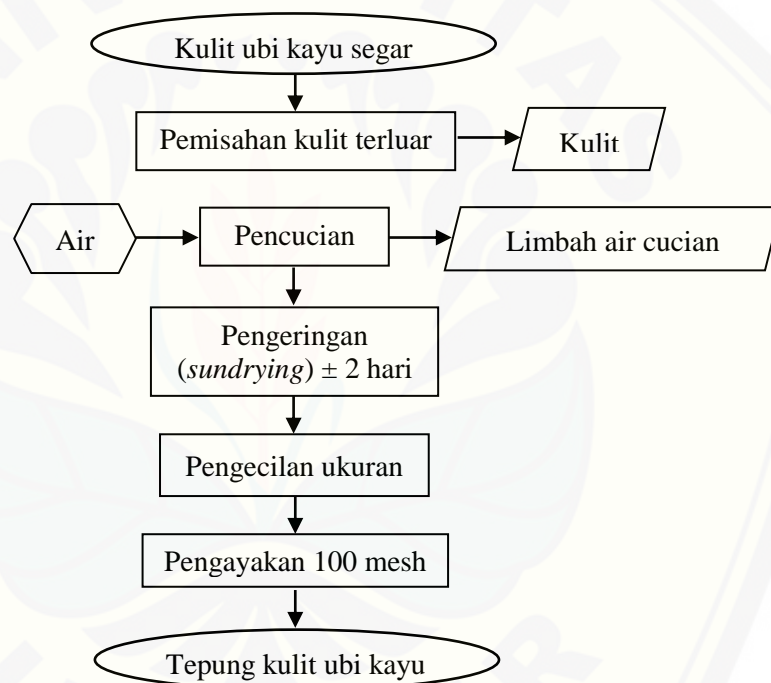 Kulit ubi kayu segar
Pemisahan kulit terluar
Kulit
Air
Pencucian
Limbah air cucian
Pengeringan
(sundrying) ± 2 hari
Pengecilan ukuran
Pengayakan 100 mesh
Tepung kulit ubi kayu